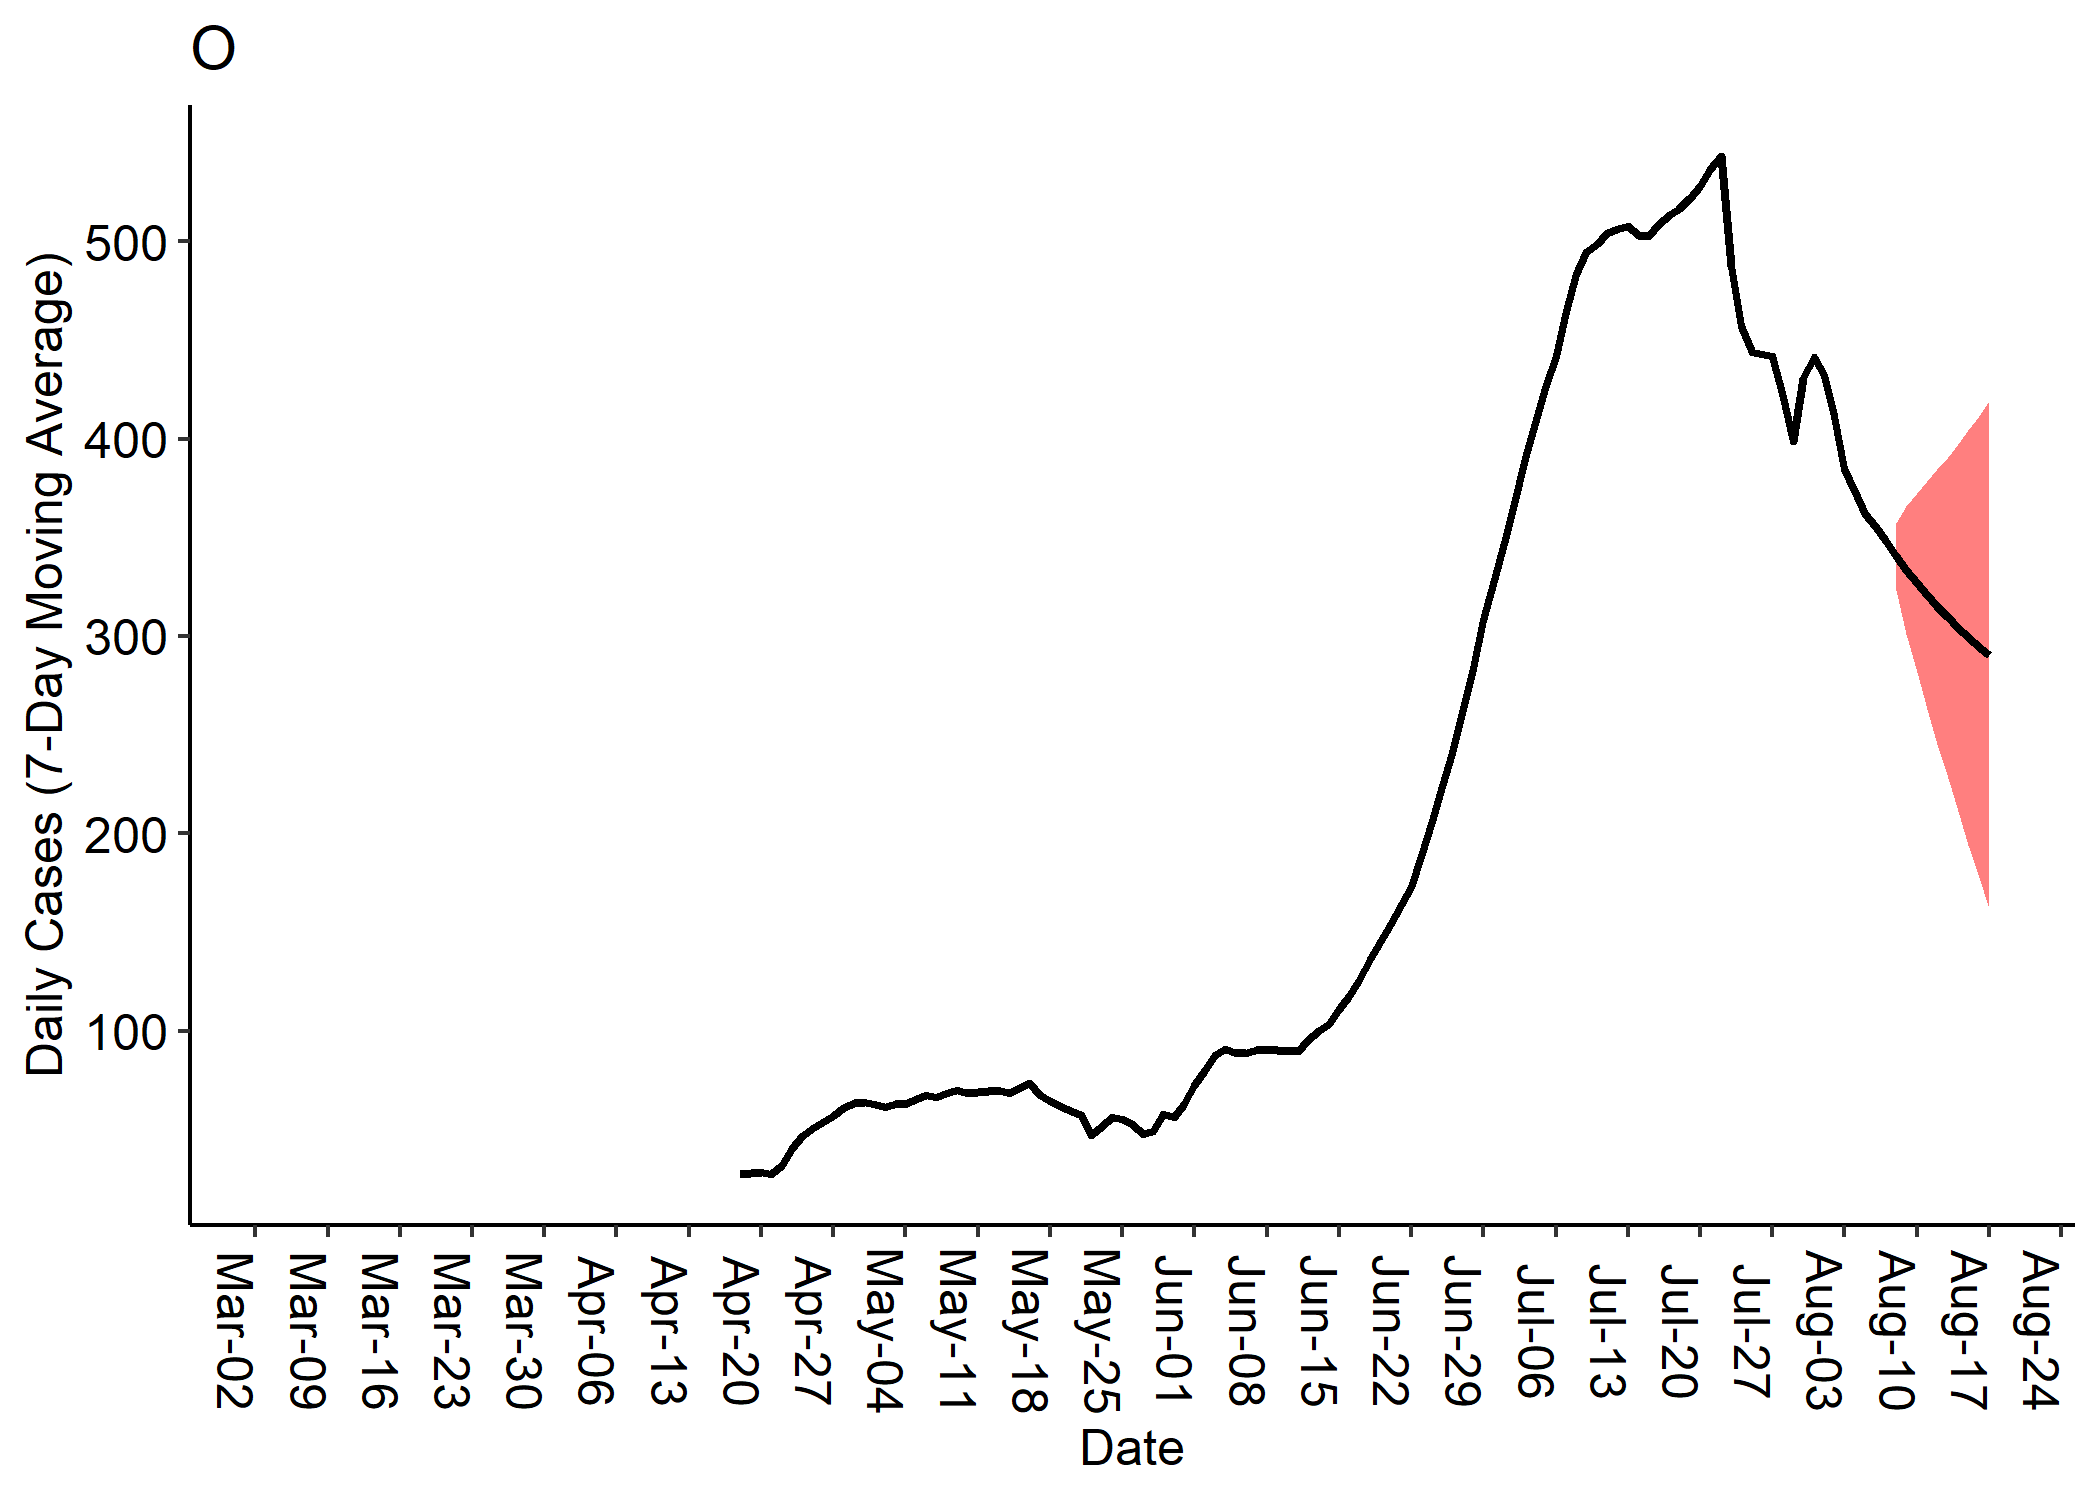 O
Daily Cases (7-Day Moving Average)
500
400
300
200
100
Mar-02
Mar-09
Mar-16
Mar-23
Mar-30
Apr-06
Apr-13
Apr-20
Apr-27
May-04
May-11
May-18
May-25
Jun-01
Jun-08
Jun-15
Jun-22
Jun-29
Jul-06
Jul-13
Jul-20
Jul-27
Aug-03
Aug-10
Aug-17
Aug-24
Date